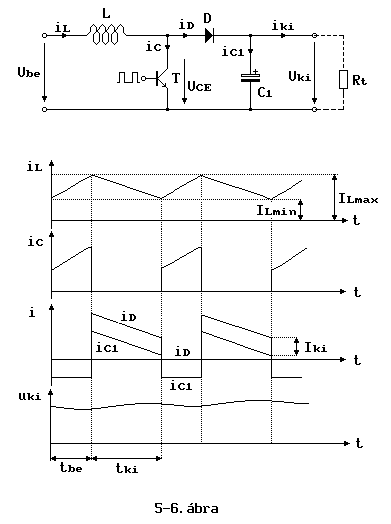 L
iL
iD
D
iki
iC
iC1
Ube
T
UCE
C1
Uki
Rt
iL
ILmax
ILmin
t
iC
t
i
iD
iC1
iD
Iki
t
iC1
uki
t
tbe
tki
5-6. ábra